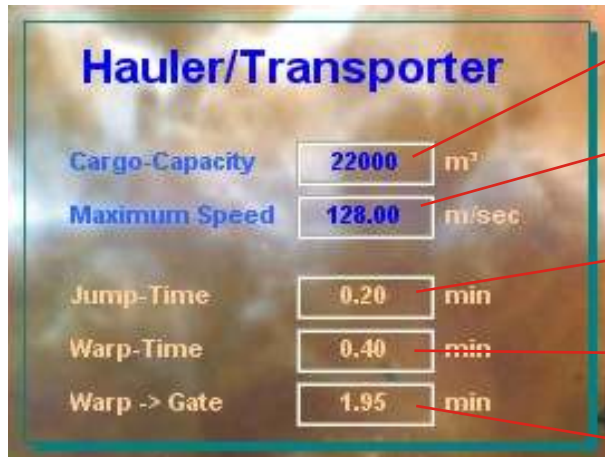 Hauler/Transporter
Cargo-Capacity 22000 m³
Maximum Speed 128.00 m/sec
Jump-Time 0.20 min
Warp-Time 0.40 min
Warp -> Gate 1.95 min